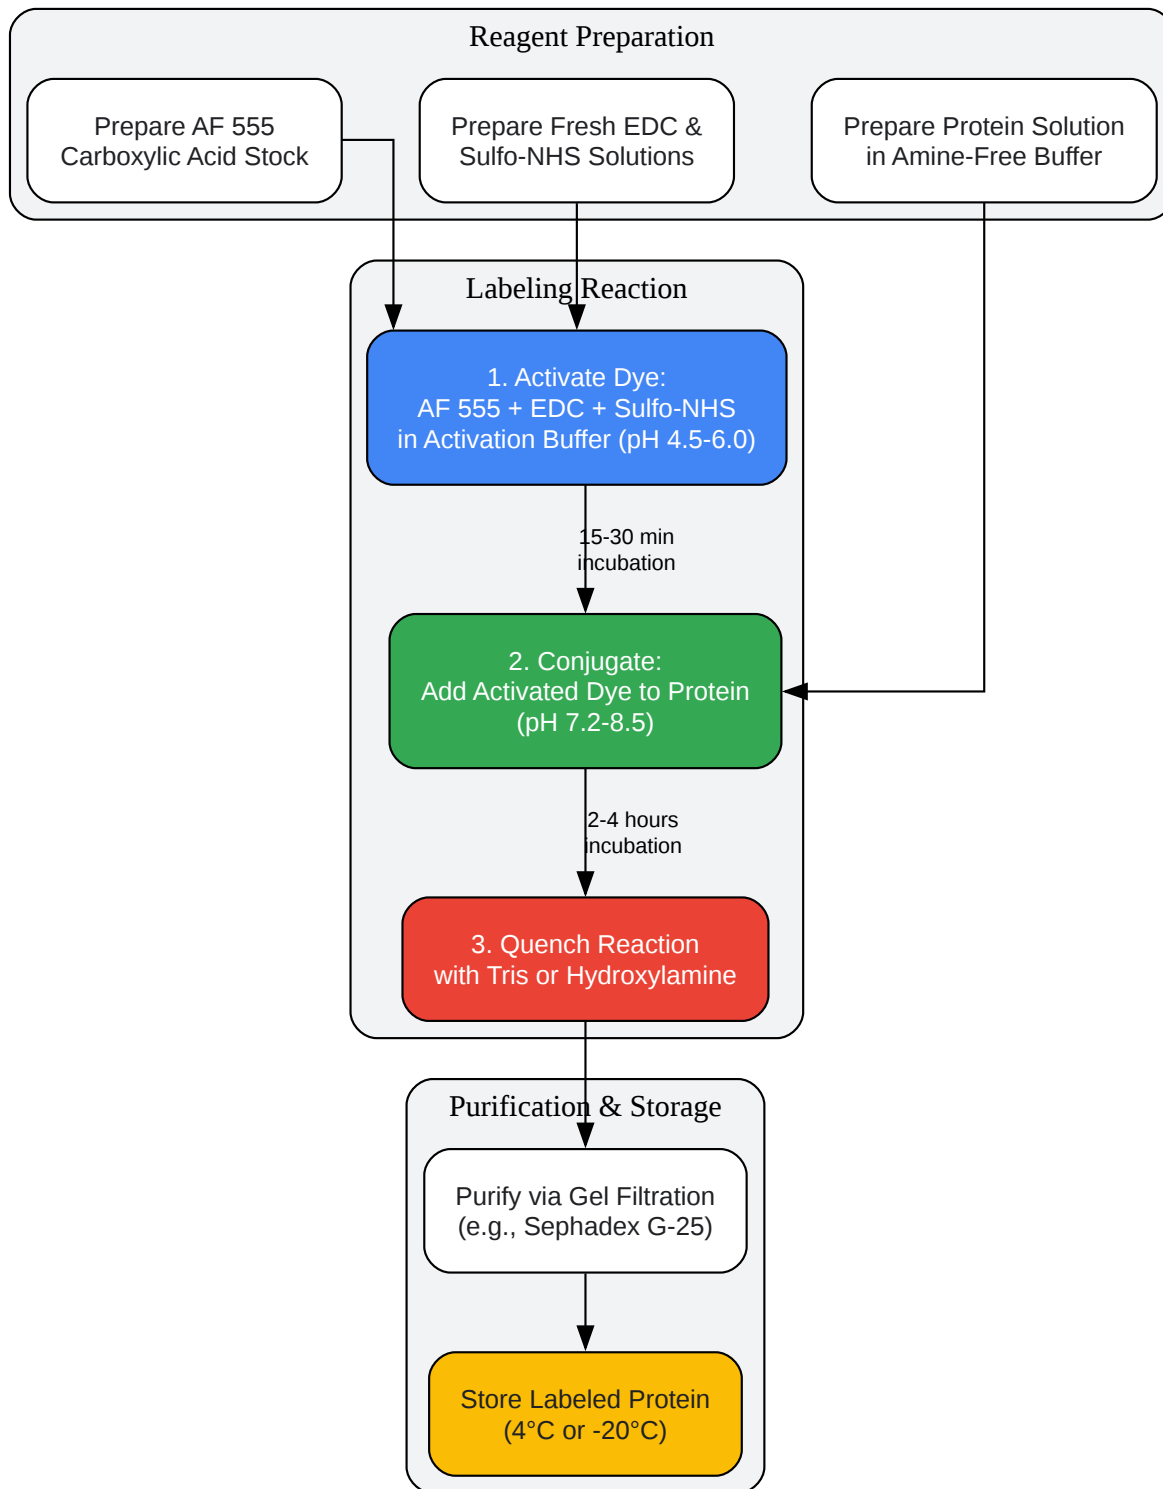 Reagent Preparation
Prepare AF 555
Carboxylic Acid Stock
Prepare Fresh EDC &
Sulfo-NHS Solutions
Prepare Protein Solution
in Amine-Free Buffer
Labeling Reaction
1. Activate Dye:
AF 555 + EDC + Sulfo-NHS
in Activation Buffer (pH 4.5-6.0)
15-30 min
incubation
2. Conjugate:
Add Activated Dye to Protein
(pH 7.2-8.5)
2-4 hours
incubation
3. Quench Reaction
with Tris or Hydroxylamine
Purification & Storage
Purify via Gel Filtration
(e.g., Sephadex G-25)
Store Labeled Protein
(4°C or -20°C)